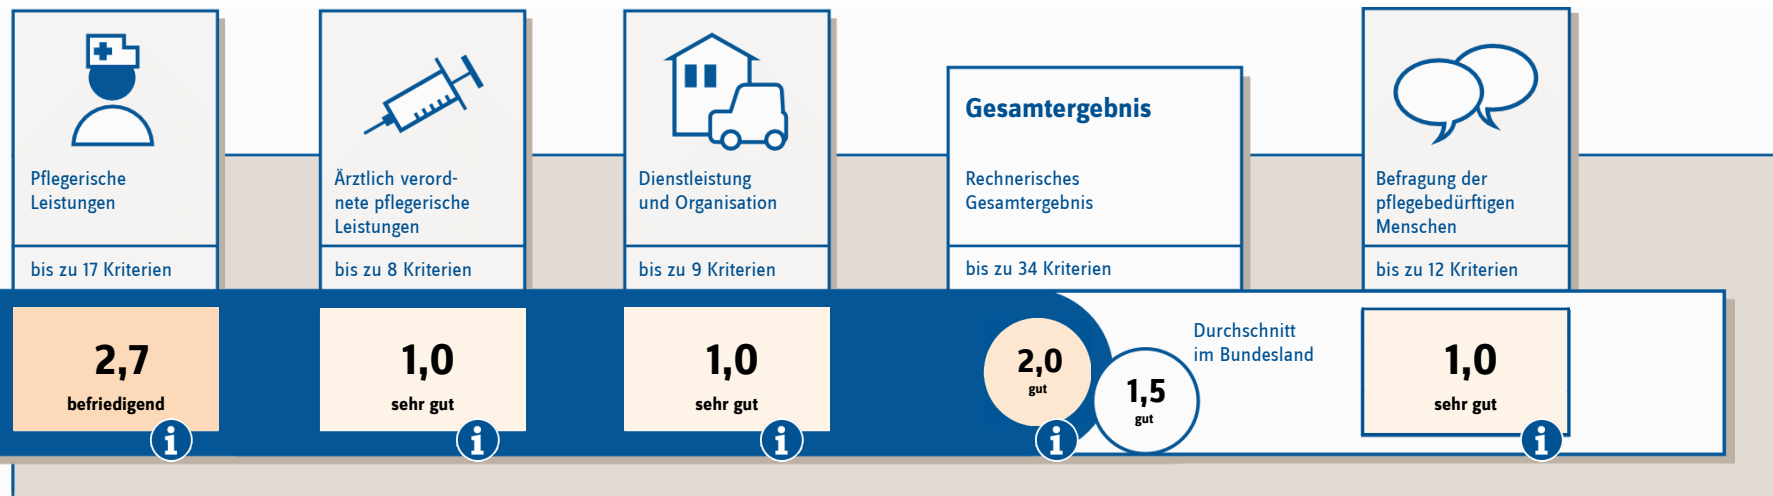 Pflegerische
Leistungen
bis zu 17 Kriterien
2,7
befriedigend
i
Ärztlich verord-
nete pflegerische
Leistungen
bis zu 8 Kriterien
1,0
sehr gut
i
Dienstleistung
und Organisation
bis zu 9 Kriterien
1,0
sehr gut
i
Gesamtergebnis
Rechnerisches
Gesamtergebnis
bis zu 34 Kriterien
2,0
gut
i
1,5
gut
Durchschnitt
im Bundesland
Befragung der
pflegebedürftigen
Menschen
bis zu 12 Kriterien
1,0
sehr gut
i